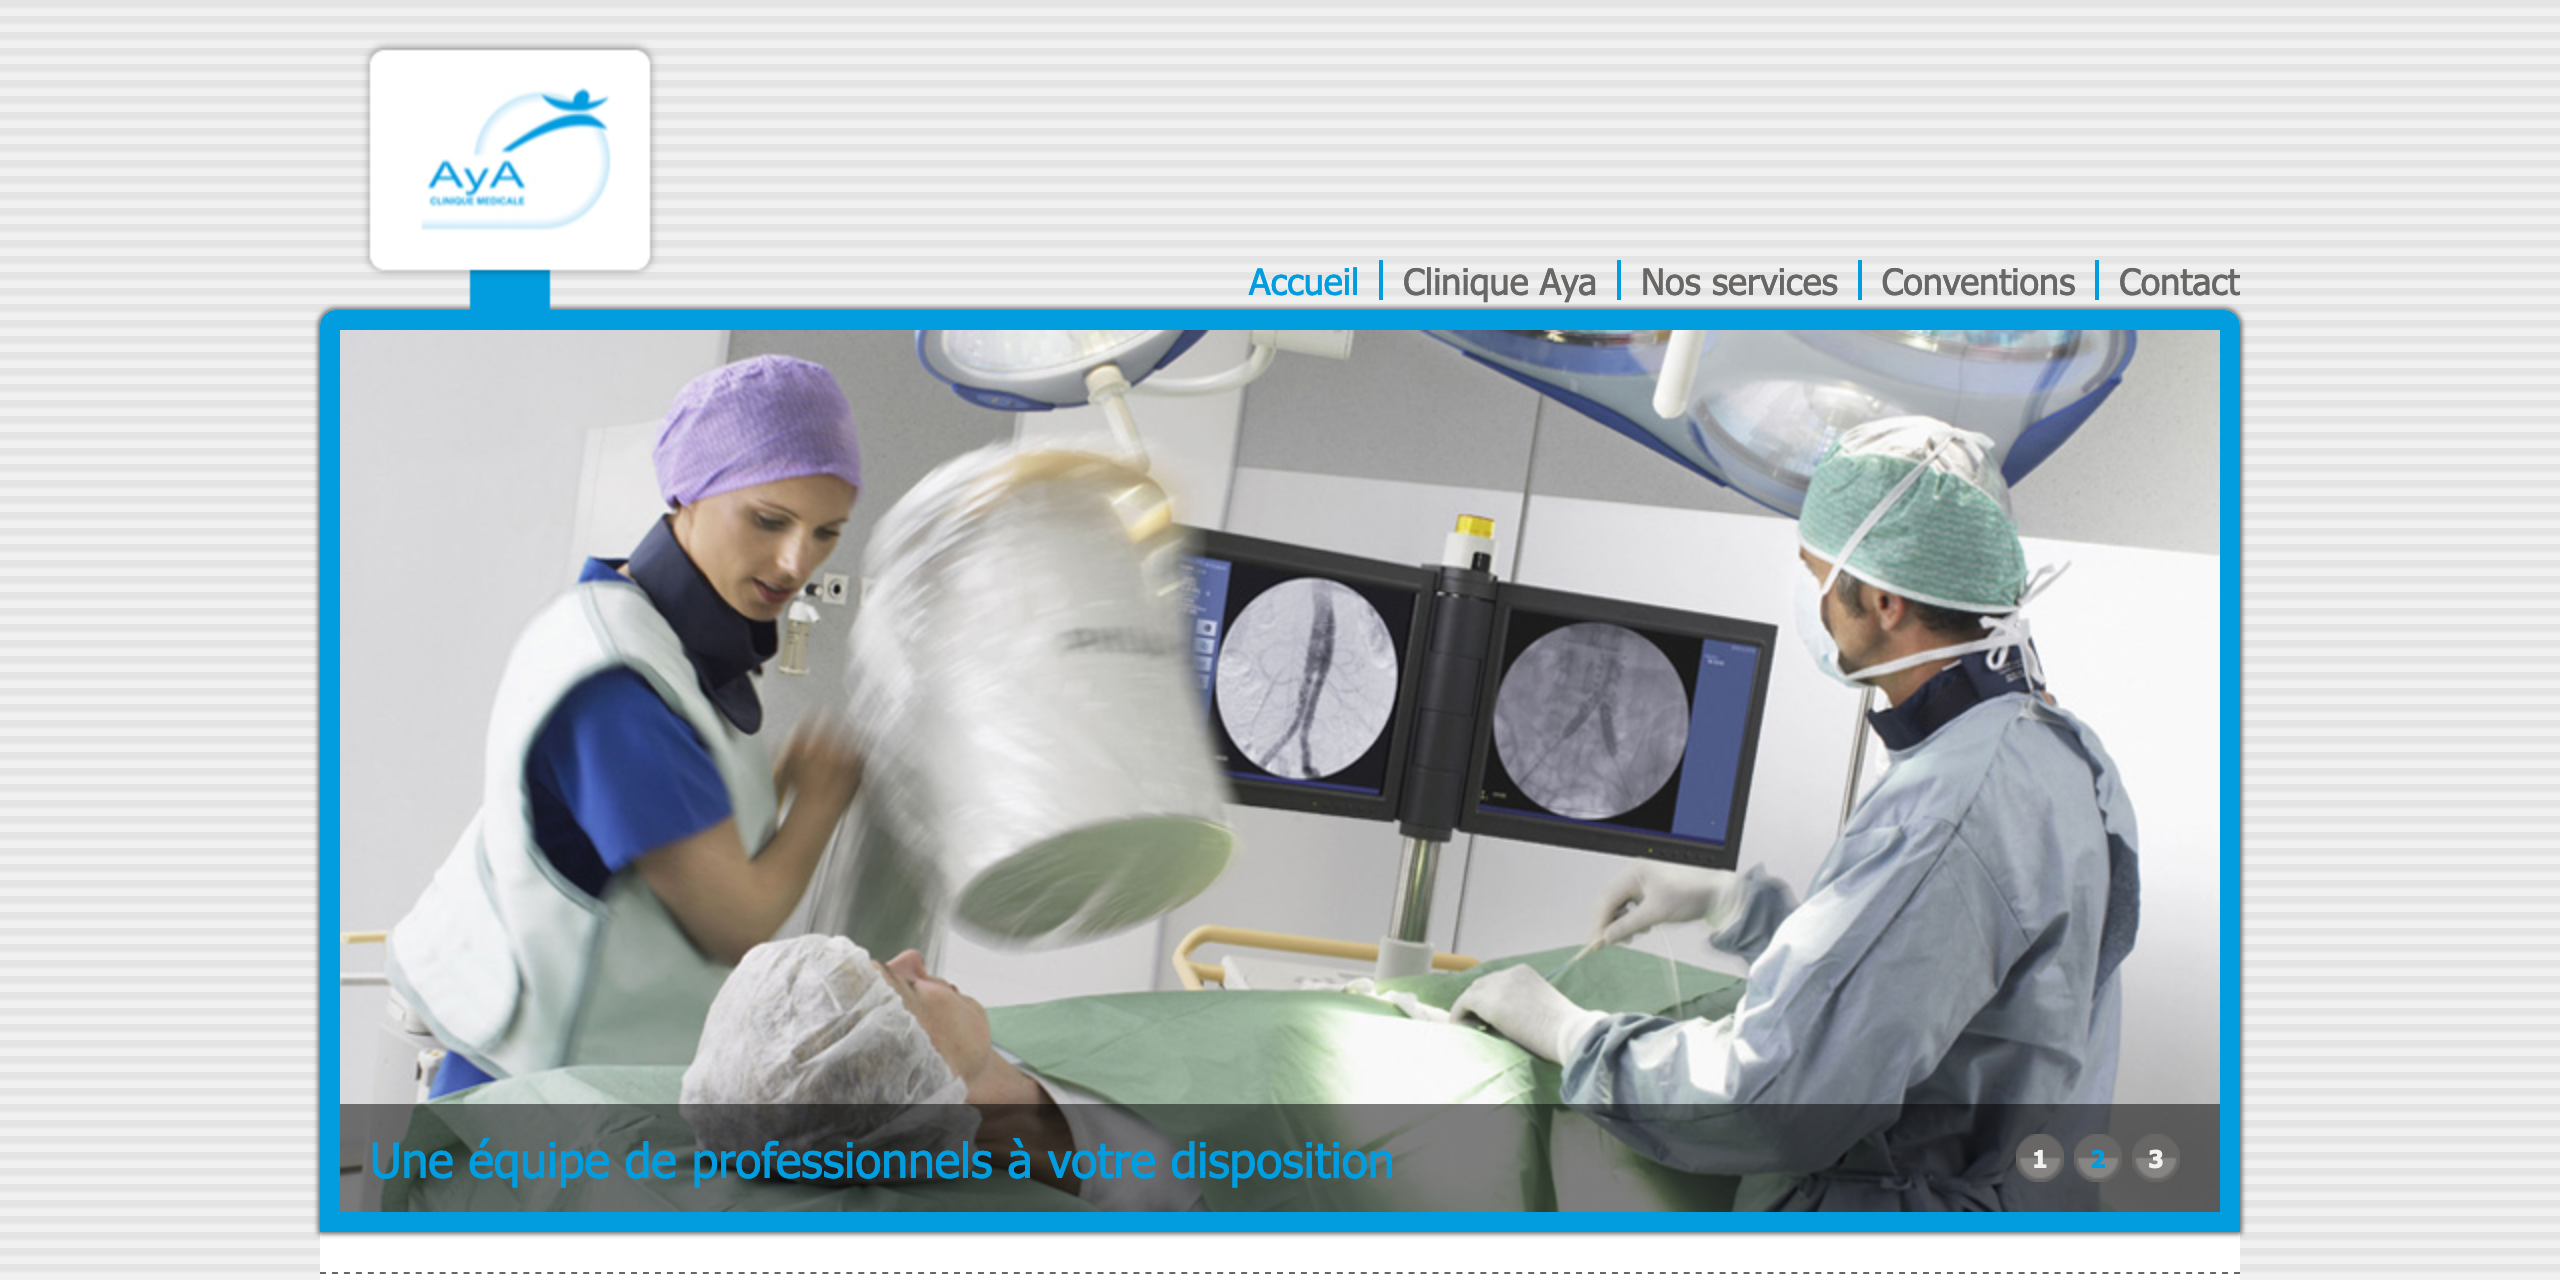 AyA
CLINIQUE MEDICALE
Accueil
Clinique Aya
Nos services
Conventions
Contact
Une équipe de professionnels à votre disposition
1
2
3